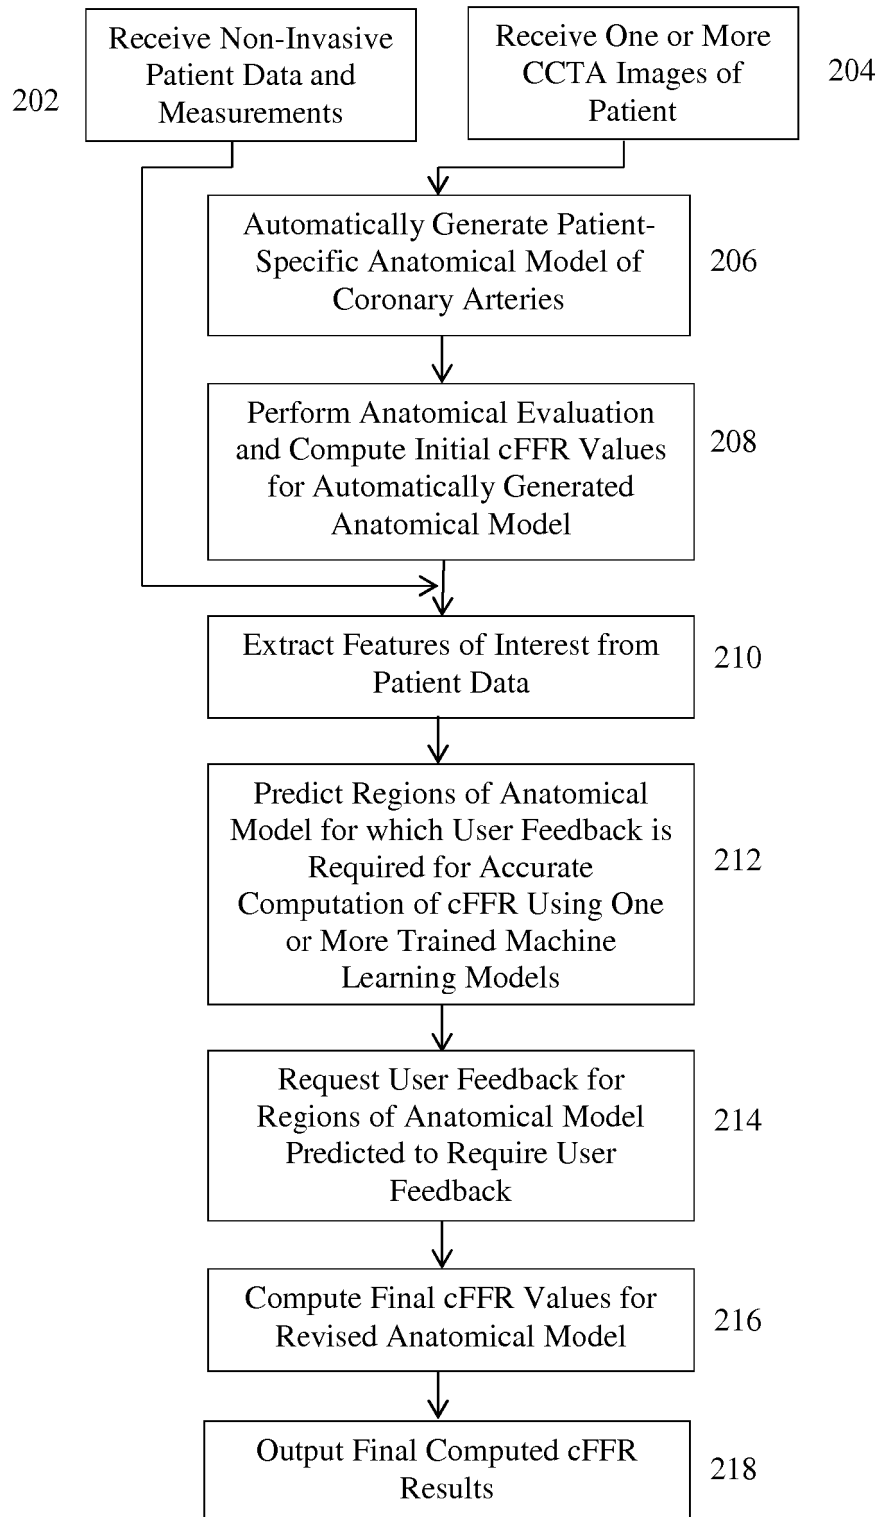 Receive Non-Invasive
Patient Data and
Measurements
202
Receive One or More
CCTA Images of
Patient
204
Automatically Generate Patient-
Specific Anatomical Model of
Coronary Arteries
206
Perform Anatomical Evaluation
and Compute Initial cFFR Values
for Automatically Generated
Anatomical Model
208
Extract Features of Interest from
Patient Data
210
Predict Regions of Anatomical
Model for which User Feedback is
Required for Accurate
Computation of cFFR Using One
or More Trained Machine
Learning Models
212
Request User Feedback for
Regions of Anatomical Model
Predicted to Require User
Feedback
214
Compute Final cFFR Values for
Revised Anatomical Model
216
Output Final Computed cFFR
Results
218